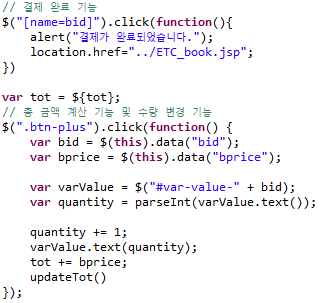 // 결제 완료 기능
$("[name=bid]").click(function(){
    alert("결제가 완료되었습니다.");
    location.href="../ETC_book.jsp";
})

var tot = ${tot};
// 총 금액 계산 기능 및 수량 변경 기능
$(".btn-plus").click(function() {
    var bid = $(this).data("bid");
    var bprice = $(this).data("bprice");

    var varValue = $("#var-value-" + bid);
    var quantity = parseInt(varValue.text());

    quantity += 1;
    varValue.text(quantity);
    tot += bprice;
    updateTot()
});